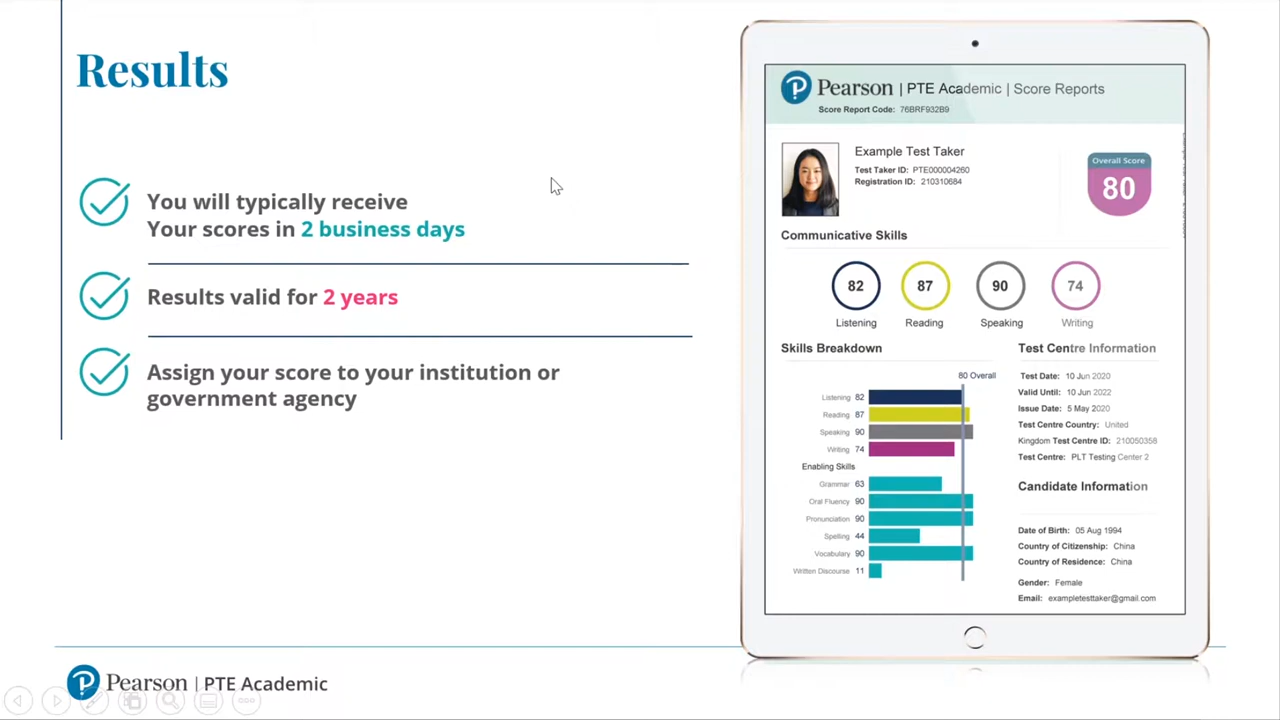 Results
You will typically receive
Your scores in 2 business days
Results valid for 2 years
Assign your score to your institution or
government agency
Pearson | PTE Academic
Pearson | PTE Academic | Score Reports
Score Report Code: 76BRF932B9
Example Test Taker
Test Taker ID: PTE000004260
Registration ID: 210310684
Overall Score
80
Communicative Skills
82 87 90 74
Listening Reading Speaking Writing
Skills Breakdown
80 Overall
Listening 82
Reading 87
Speaking 90
Writing 74
Enabling Skills
Grammar 63
Oral Fluency 90
Pronunciation 90
Spelling 44
Vocabulary 90
Written Discourse 11
Test Centre Information
Test Date: 10 Jun 2020
Valid Until: 10 Jun 2022
Issue Date: 5 May 2020
Test Centre Country: United
Kingdom Test Centre ID: 210050358
Test Centre: PLT Testing Center 2
Candidate Information
Date of Birth: 05 Aug 1994
Country of Citizenship: China
Country of Residence: China
Gender: Female
Email: exampletesttaker@gmail.com